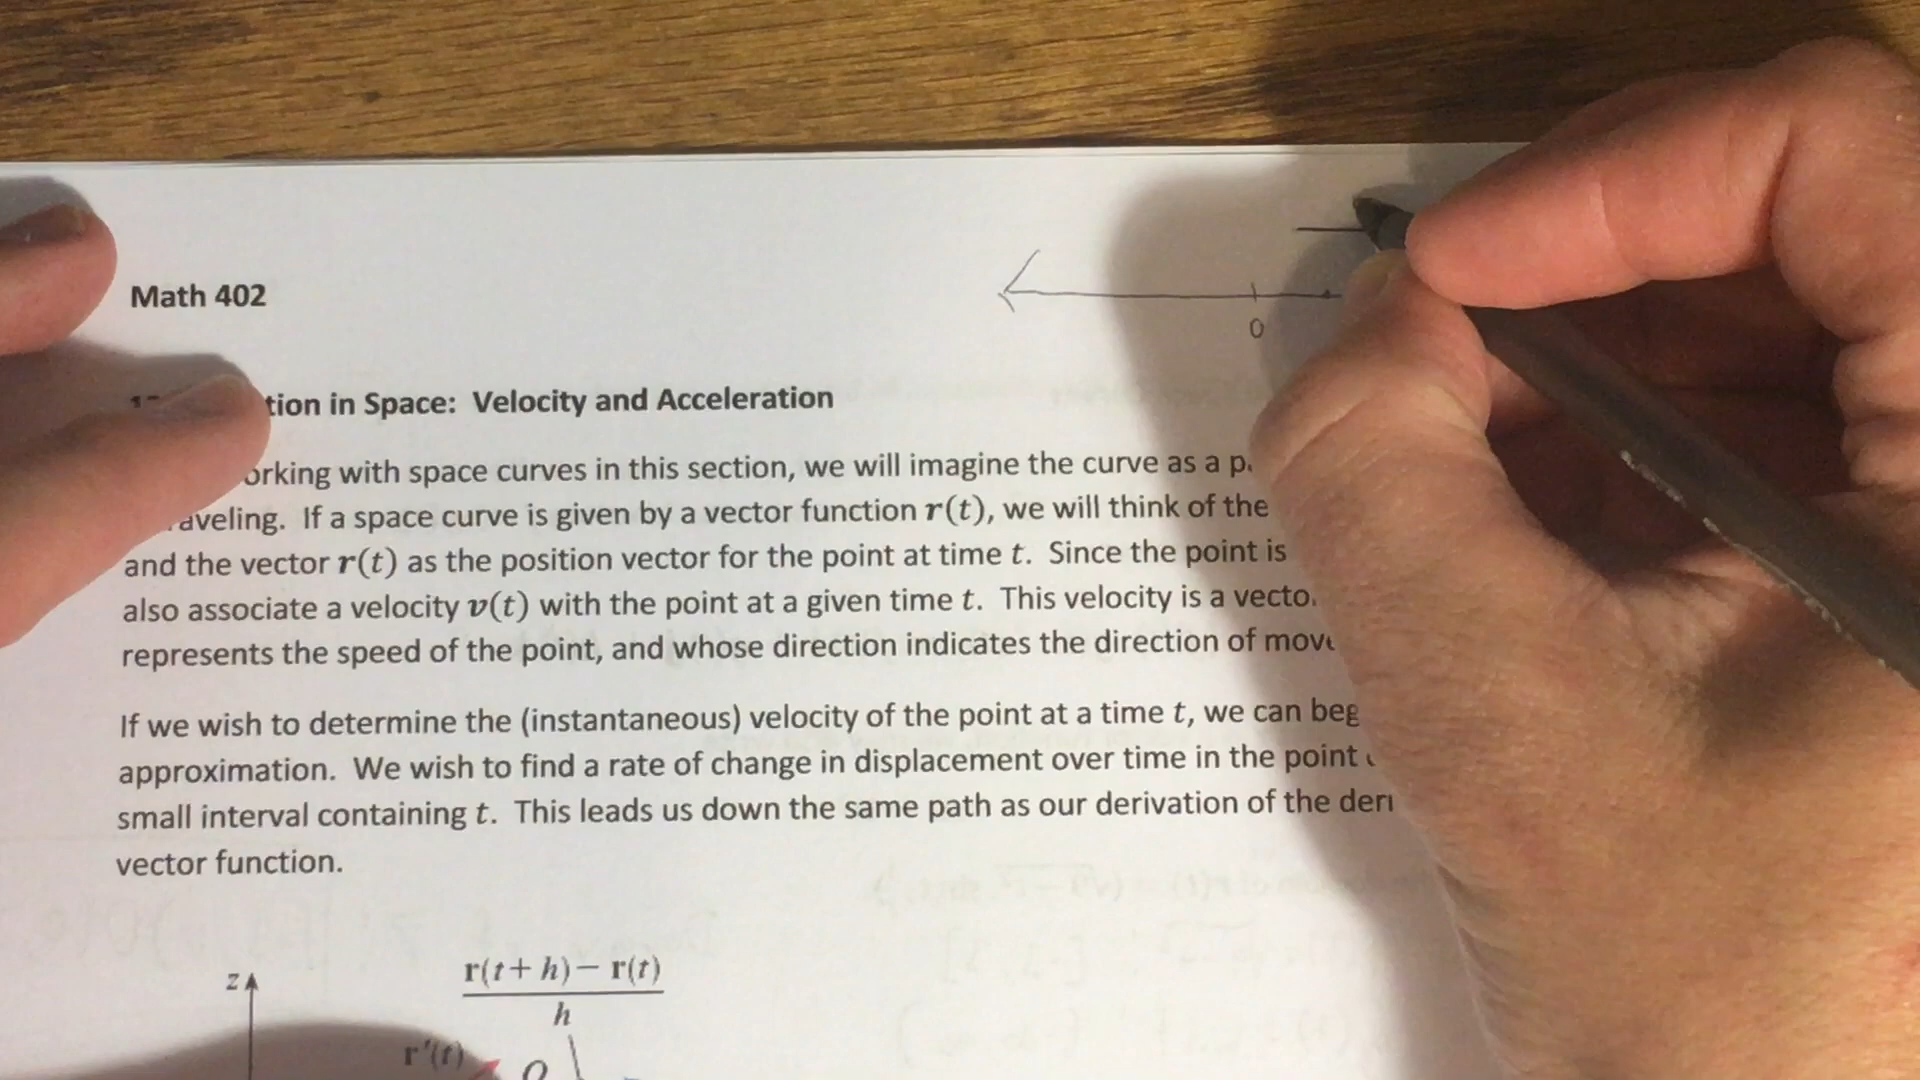 Math 402
0
tion in Space: Velocity and Acceleration
orking with space curves in this section, we will imagine the curve as a
aveling. If a space curve is given by a vector function r(t), we will think of the
and the vector r(t) as the position vector for the point at time t. Since the point is
also associate a velocity v(t) with the point at a given time t. This velocity is a
represents the speed of the point, and whose direction indicates the direction of
If we wish to determine the (instantaneous) velocity of the point at a time t, we can
approximation. We wish to find a rate of change in displacement over time in the point
small interval containing t. This leads us down the same path as our derivation of the
vector function.
r(t+ h)− r(t)
h
z
r'(t)